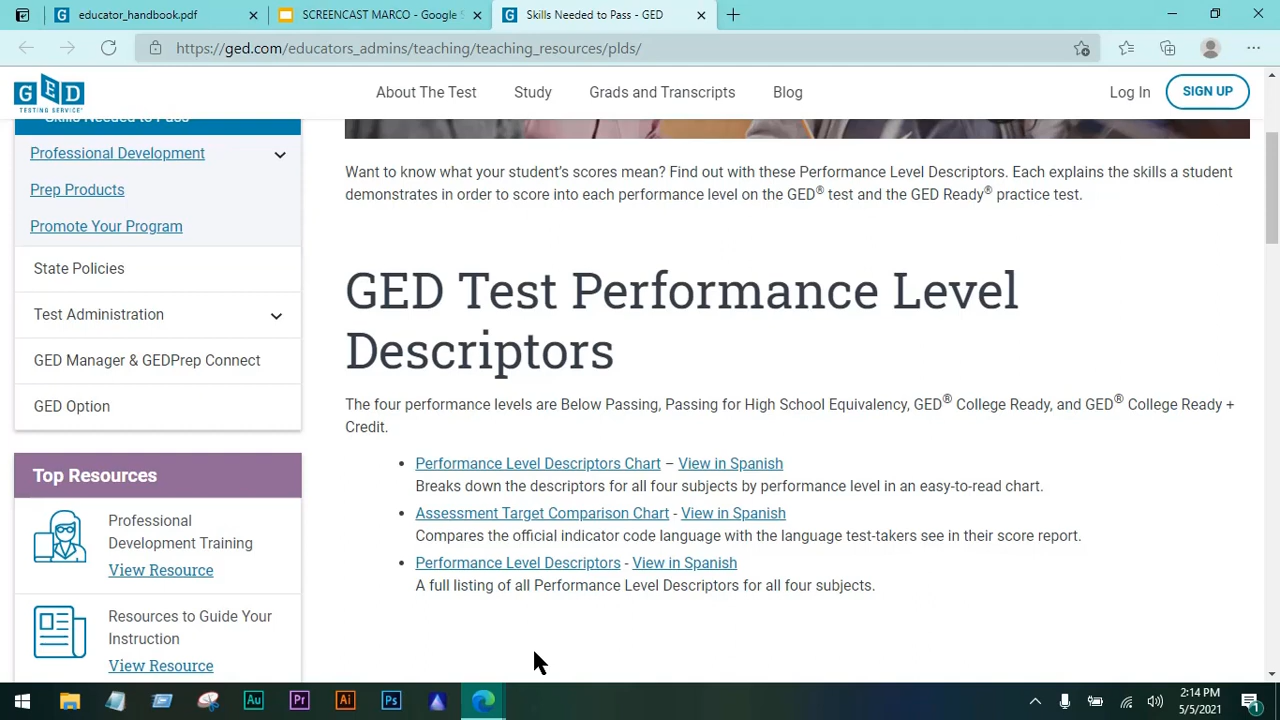 educator_handbook.pdf
SCREENCAST MARCO - Google S
Skills Needed to Pass - GED
https://ged.com/educators_admins/teaching/teaching_resources/plds/
GED
TESTING SERVICE
About The Test
Study
Grads and Transcripts
Blog
Log In
SIGN UP
Skills Needed to Pass
Professional Development
Prep Products
Promote Your Program
State Policies
Test Administration
GED Manager & GEDPrep Connect
GED Option
Top Resources
Professional
Development Training
View Resource
Resources to Guide Your
Instruction
View Resource
Want to know what your student’s scores mean? Find out with these Performance Level Descriptors. Each explains the skills a student
demonstrates in order to score into each performance level on the GED® test and the GED Ready® practice test.
GED Test Performance Level
Descriptors
The four performance levels are Below Passing, Passing for High School Equivalency, GED® College Ready, and GED® College Ready +
Credit.
• Performance Level Descriptors Chart – View in Spanish
Breaks down the descriptors for all four subjects by performance level in an easy-to-read chart.
• Assessment Target Comparison Chart - View in Spanish
Compares the official indicator code language with the language test-takers see in their score report.
• Performance Level Descriptors - View in Spanish
A full listing of all Performance Level Descriptors for all four subjects.
Au
Pr
Ai
Ps
2:14 PM
5/5/2021
1